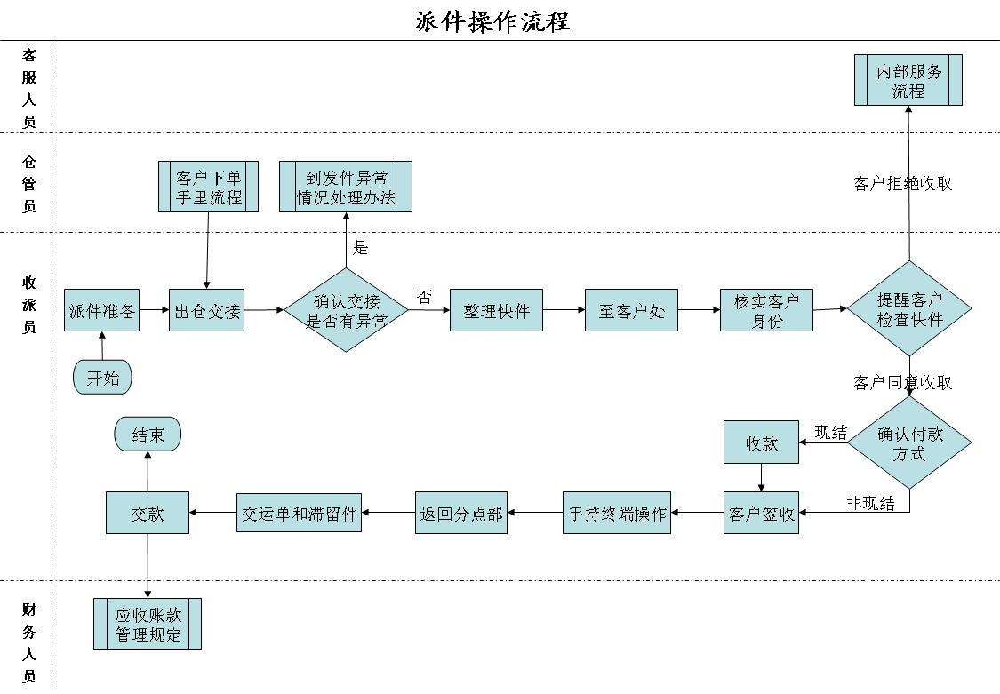 派件操作流程
客服人员
内部服务
流程
仓管员
客户下单
手里流程
到发件异常
情况处理办法
客户拒绝收取
是
收派员
派件准备
出仓交接
确认交接
是否有异常
否
整理快件
至客户处
核实客户
身份
提醒客户
检查快件
开始
客户同意收取
结束
收款
现结
确认付款
方式
交款
交运单和滞留件
返回分点部
手持终端操作
客户签收
非现结
财务人员
应收账款
管理规定